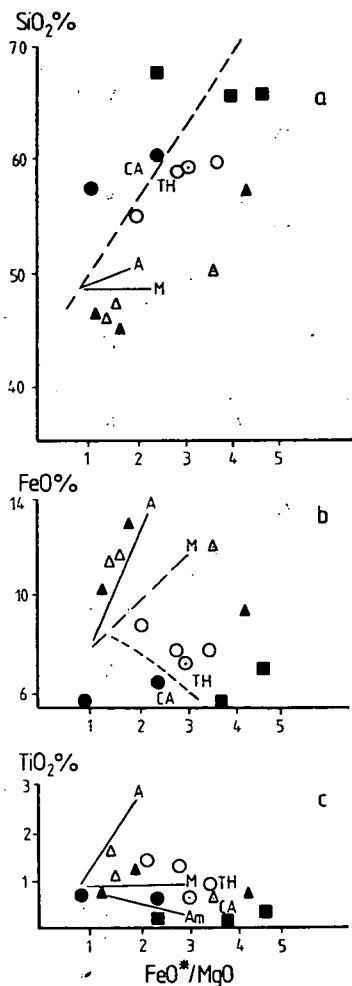 SiO₂%
70
a
60
CA
TH
50
A
M
40
1 2 3 4 5
FeO%
14
A
b
M
10
TH
6
CA
1 2 3 4 5
TiO₂%
3
A
c
2
M
TH
1
CA
Am
1 2 3 4 5
FeO*/MgO